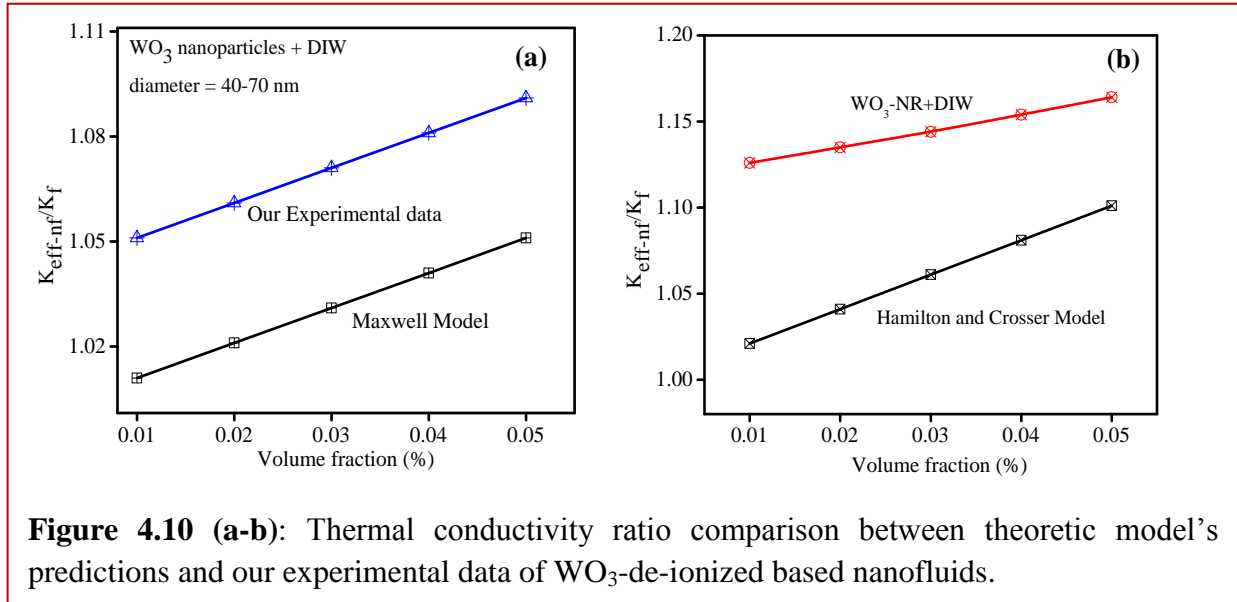 WO3 nanoparticles + DIW
diameter = 40-70 nm
(a)
1.11
1.08
1.05
1.02
Keff-nf/Kf
Our Experimental data
Maxwell Model
0.01 0.02 0.03 0.04 0.05
Volume fraction (%)
(b)
1.20
1.15
1.10
1.05
1.00
Keff-nf/Kf
WO3-NR+DIW
Hamilton and Crosser Model
0.01 0.02 0.03 0.04 0.05
Volume fraction (%)
Figure 4.10 (a-b): Thermal conductivity ratio comparison between theoretic model’s
predictions and our experimental data of WO3-de-ionized based nanofluids.